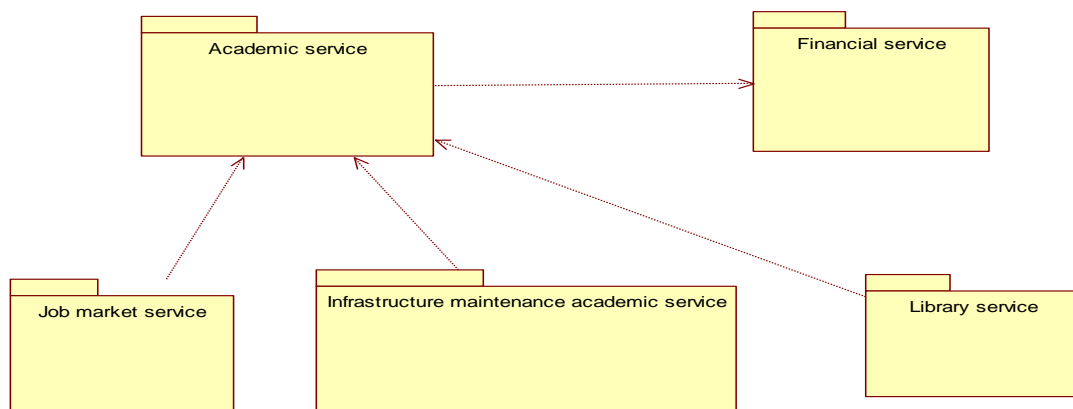 Academic service
Financial service
Job market service
Infrastructure maintenance academic service
Library service